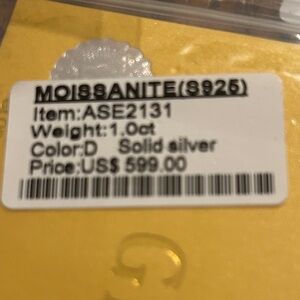 MOISSANITE(S925)
Item:ASE2131
Weight:1.0ct
Color:D Solid silver
Price:US$ 599.00
G